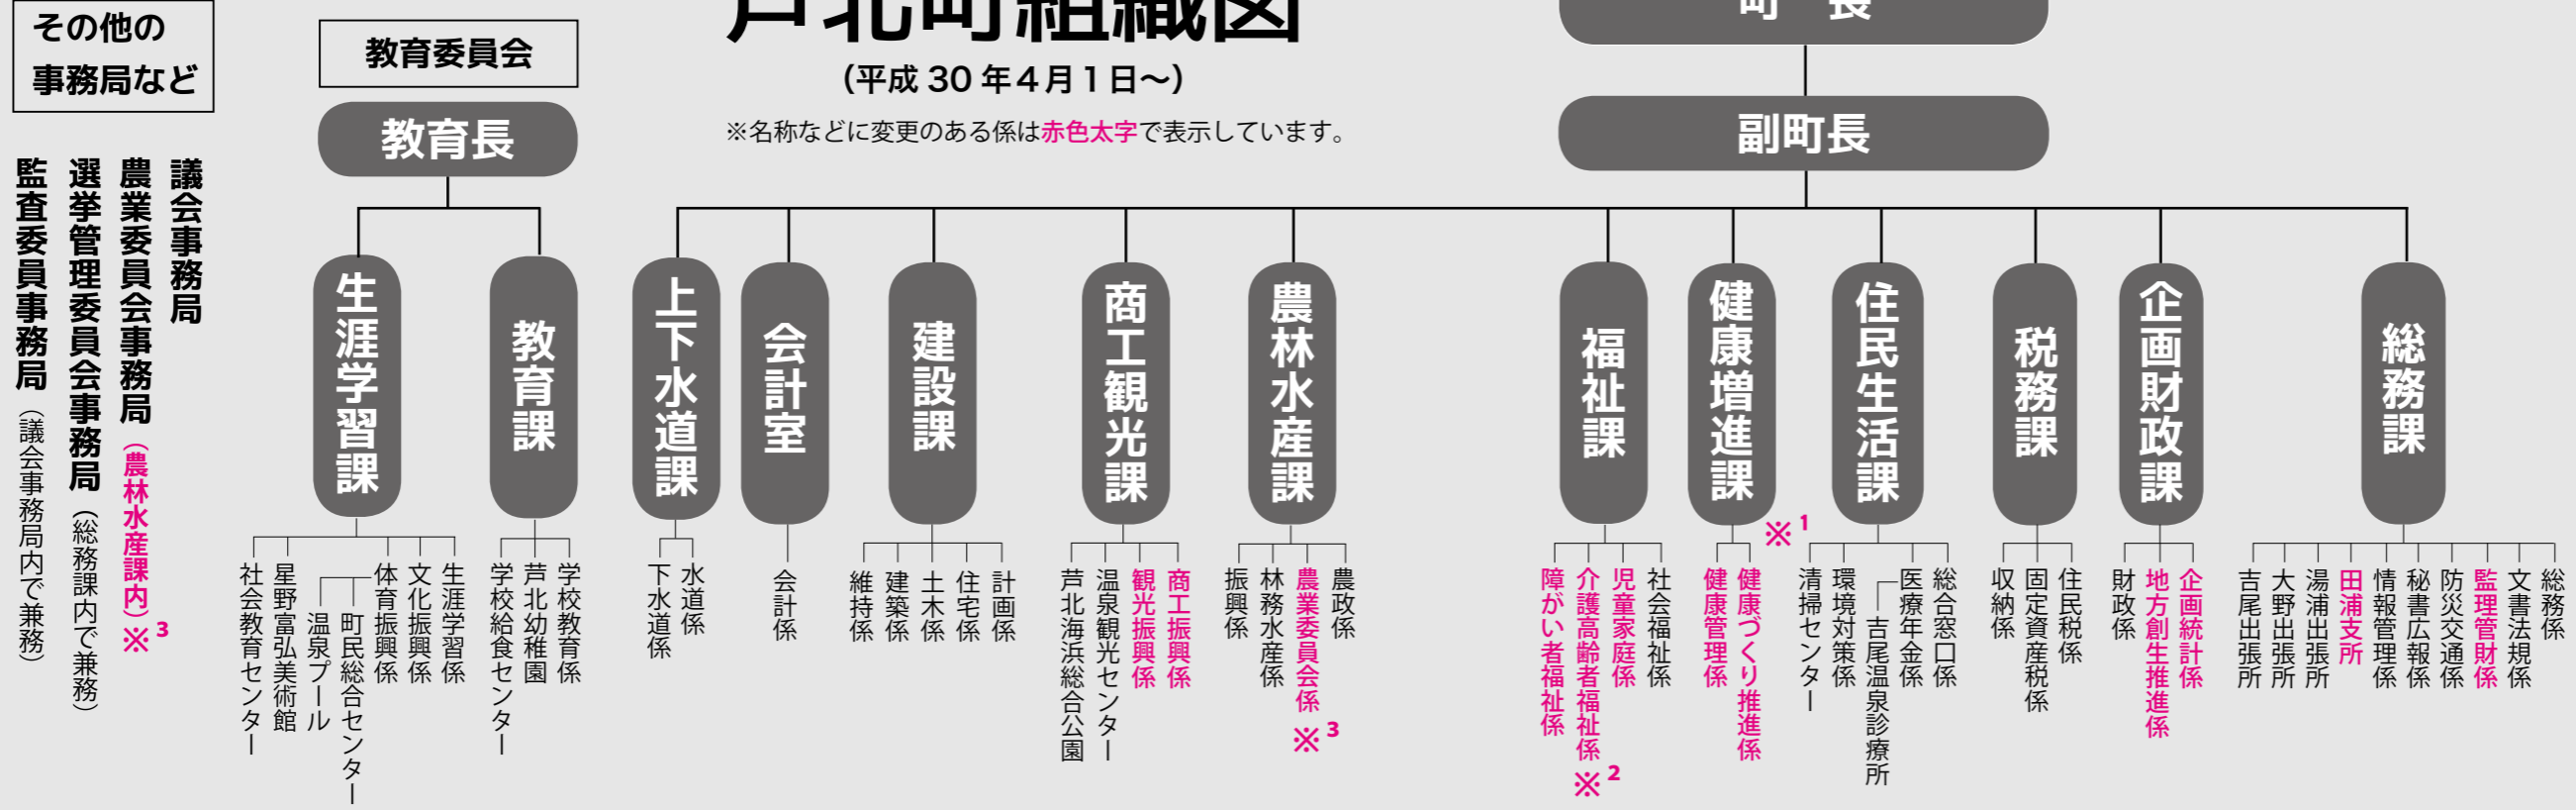 芦北町組織図
（平成 30 年４月１日～）
※名称などに変更のある係は赤色太字で表示しています。
町　長
副町長
総務課
総務係
文書法規係
監理管財係
防災交通係
秘書広報係
情報管理係
田浦支所
湯浦出張所
大野出張所
吉尾出張所
企画財政課
企画統計係
地方創生推進係
財政係
税務課
住民税係
固定資産税係
収納係
住民生活課
総合窓口係
医療年金係
吉尾温泉診療所
環境対策係
清掃センター
健康増進課
※1
健康づくり推進係
健康管理係
福祉課
社会福祉係
児童家庭係
介護高齢者福祉係※2
障がい者福祉係
農林水産課
農政係
農業委員会係※3
林務水産係
振興係
商工観光課
商工振興係
観光振興係
温泉観光センター
芦北海浜総合公園
建設課
計画係
住宅係
土木係
建築係
維持係
会計室
会計係
上下水道課
水道係
下水道係
教育委員会
教育長
教育課
学校教育係
芦北幼稚園
学校給食センター
生涯学習課
生涯学習係
文化振興係
体育振興係
町民総合センター
温泉プール
星野富弘美術館
社会教育センター
その他の
事務局など
議会事務局
農業委員会事務局（農林水産課内）※3
選挙管理委員会事務局（総務課内で兼務）
監査委員事務局（議会事務局内で兼務）